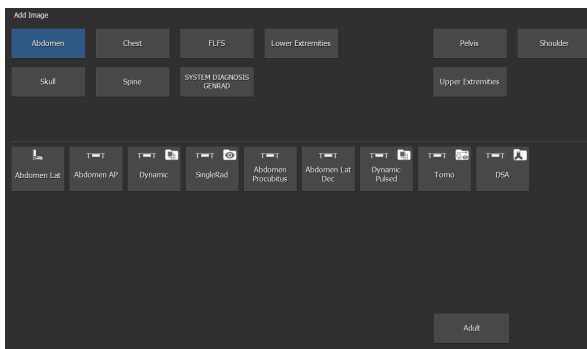 Add Image
Abdomen Chest FLFS Lower Extremities Pelvis Shoulder
Skull Spine SYSTEM DIAGNOSIS
GENRAD Upper Extremities
Abdomen Lat Abdomen AP Dynamic SingleRad Abdomen
Procubitus Abdomen Lat
Dec Dynamic
Pulsed Tomo DSA
Adult